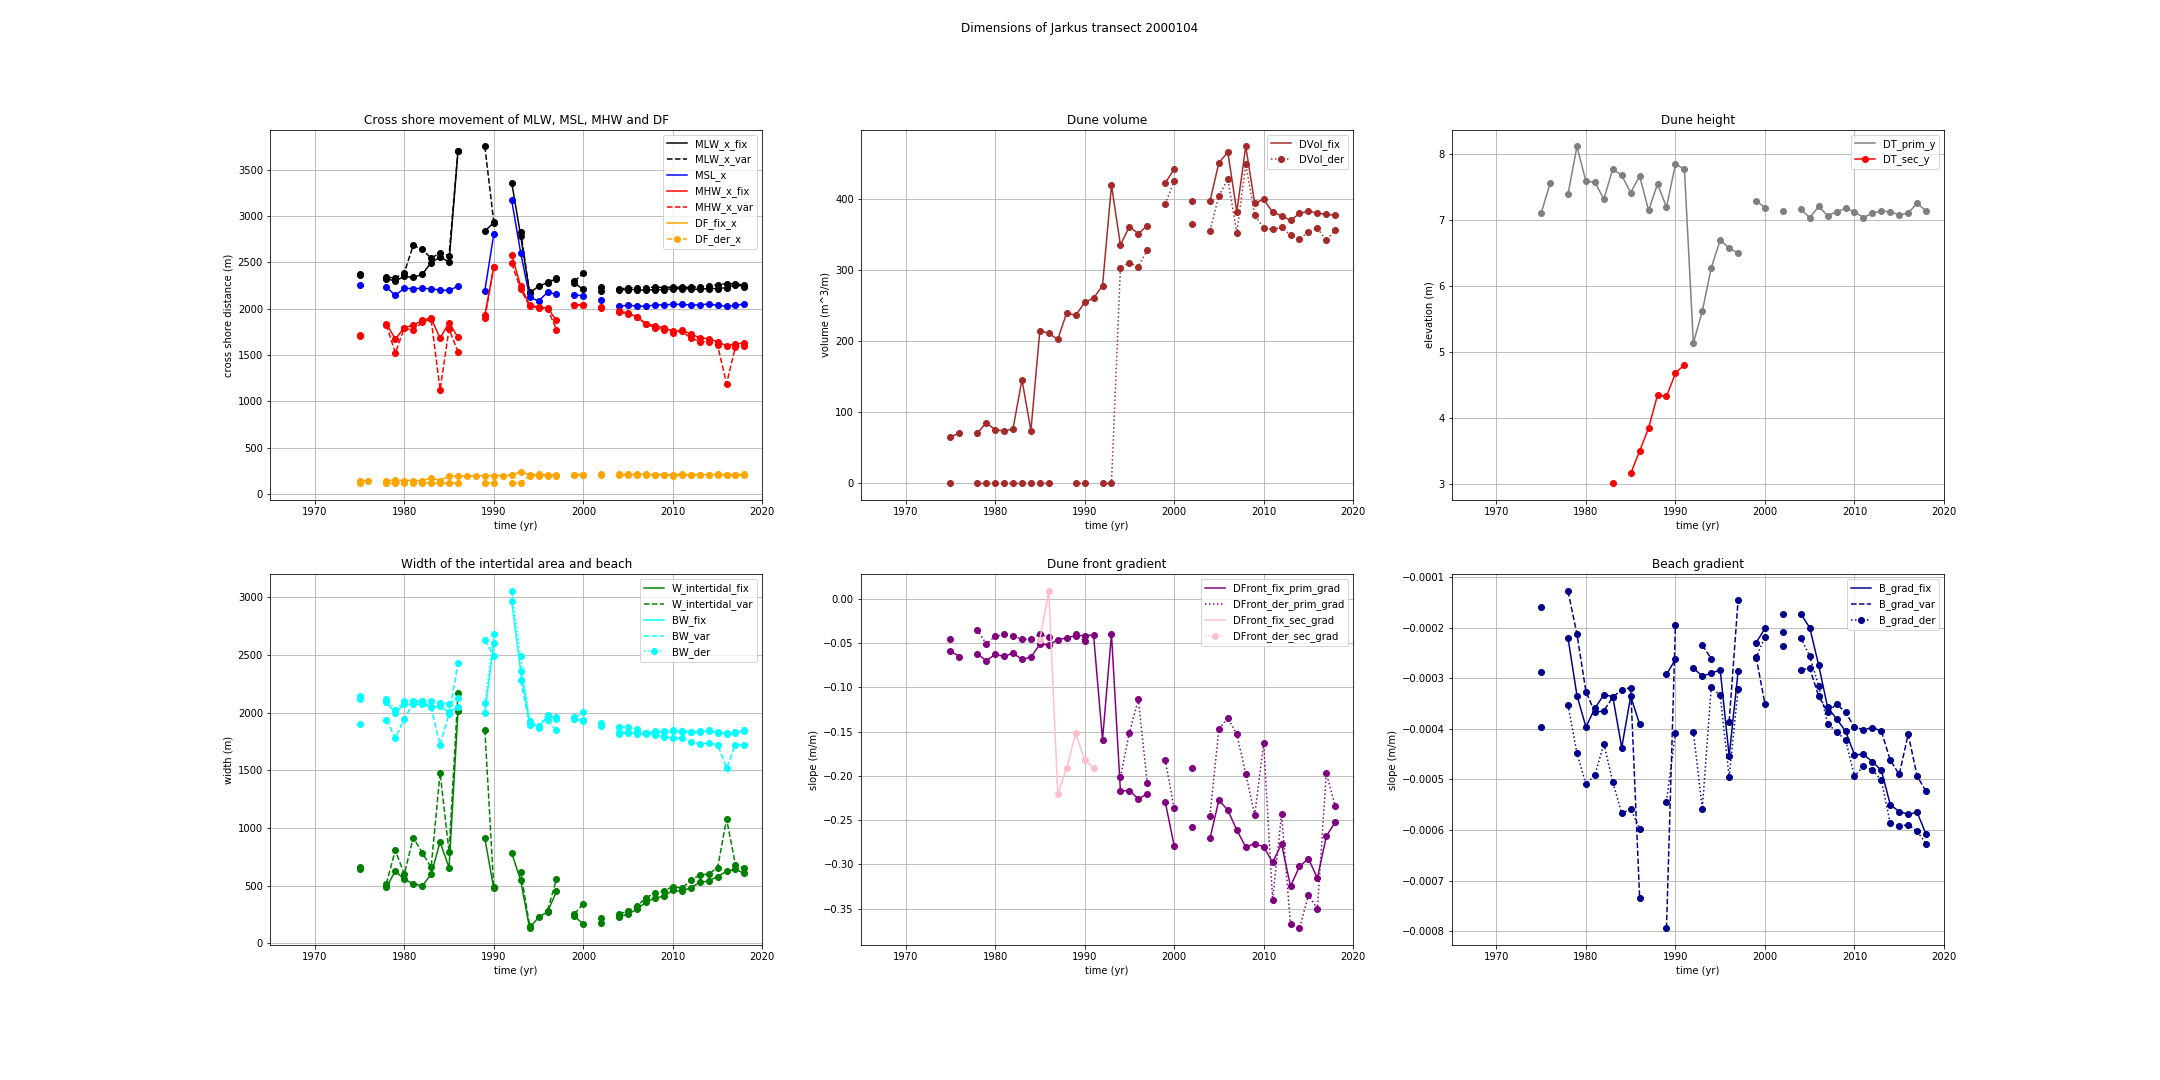 Dimensions of Jarkus transect 2000104
Cross shore movement of MLW, MSL, MHW and DF
cross shore distance (m)
3500
3000
2500
2000
1500
1000
500
0
MLW_x_fix
MLW_x_var
MSL_x
MHW_x_fix
MHW_x_var
DF_fix_x
DF_der_x
1970 1980 1990 2000 2010 2020
time (yr)
Dune volume
volume (m^3/m)
400
300
200
100
0
DVol_fix
DVol_der
1970 1980 1990 2000 2010 2020
time (yr)
Dune height
elevation (m)
8
7
6
5
4
3
DT_prim_y
DT_sec_y
1970 1980 1990 2000 2010 2020
time (yr)
Width of the intertidal area and beach
width (m)
3000
2500
2000
1500
1000
500
0
W_intertidal_fix
W_intertidal_var
BW_fix
BW_var
BW_der
1970 1980 1990 2000 2010 2020
time (yr)
Dune front gradient
slope (m/m)
0.00
−0.05
−0.10
−0.15
−0.20
−0.25
−0.30
−0.35
DFront_fix_prim_grad
DFront_der_prim_grad
DFront_fix_sec_grad
DFront_der_sec_grad
1970 1980 1990 2000 2010 2020
time (yr)
Beach gradient
slope (m/m)
−0.0001
−0.0002
−0.0003
−0.0004
−0.0005
−0.0006
−0.0007
−0.0008
B_grad_fix
B_grad_var
B_grad_der
1970 1980 1990 2000 2010 2020
time (yr)